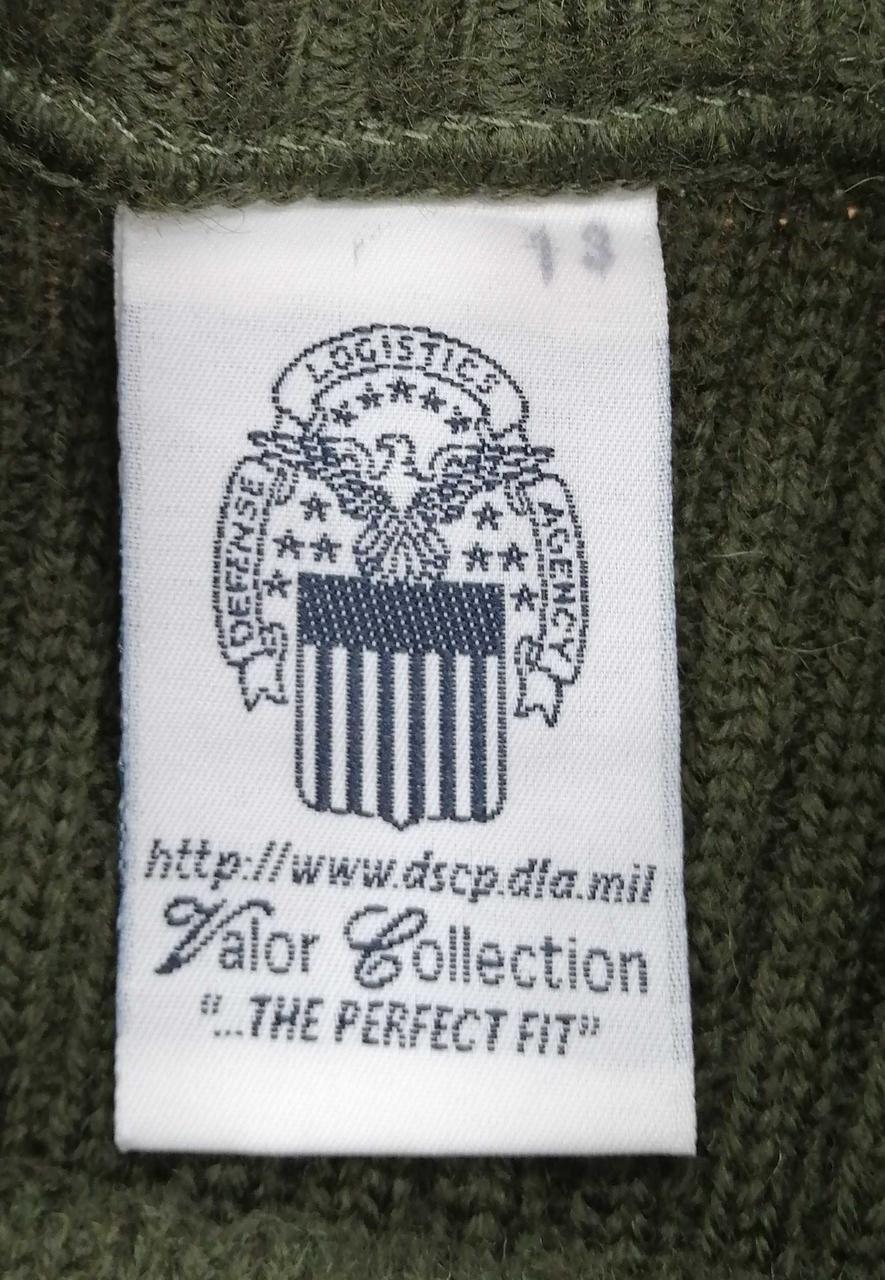 13
LOGISTICS
DEFENSE
AGENCY
http://www.dscp.dla.mil
Valor Collection
"...THE PERFECT FIT"